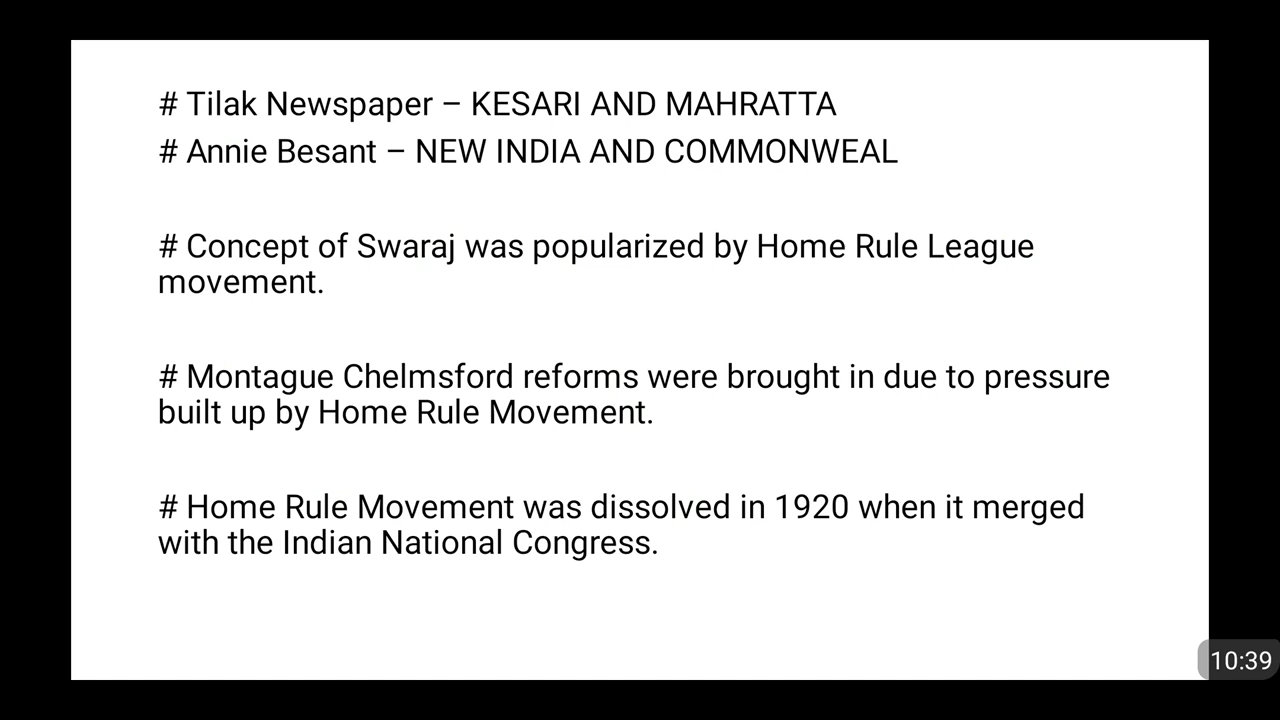 # Tilak Newspaper – KESARI AND MAHRATTA
# Annie Besant – NEW INDIA AND COMMONWEAL
# Concept of Swaraj was popularized by Home Rule League
movement.
# Montague Chelmsford reforms were brought in due to pressure
built up by Home Rule Movement.
# Home Rule Movement was dissolved in 1920 when it merged
with the Indian National Congress.
10:39